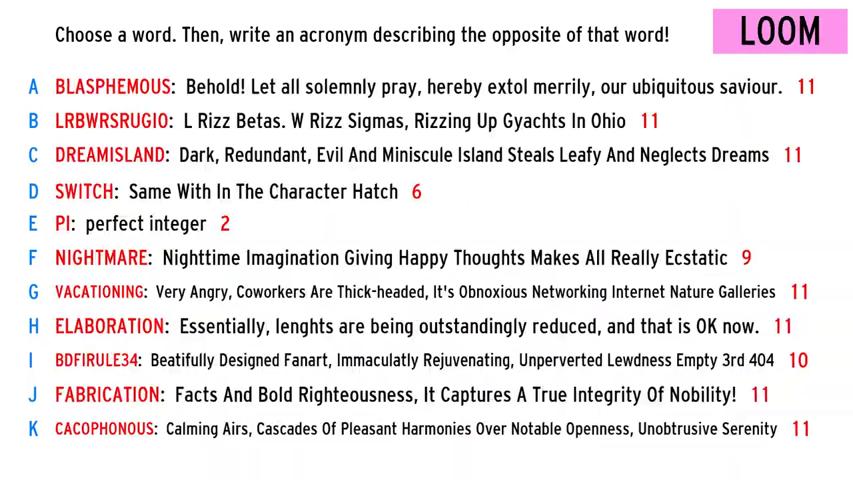 Choose a word. Then, write an acronym describing the opposite of that word!
LOOM
A BLASPHEMOUS: Behold! Let all solemnly pray, hereby extol merrily, our ubiquitous saviour. 11
B LRBWRSRUGIO: L Rizz Betas. W Rizz Sigmas, Rizzing Up Gyachts In Ohio 11
C DREAMISLAND: Dark, Redundant, Evil And Miniscule Island Steals Leafy And Neglects Dreams 11
D SWITCH: Same With In The Character Hatch 6
E PI: perfect integer 2
F NIGHTMARE: Nighttime Imagination Giving Happy Thoughts Makes All Really Ecstatic 9
G VACATIONING: Very Angry, Coworkers Are Thick-headed, It's Obnoxious Networking Internet Nature Galleries 11
H ELABORATION: Essentially, lenghts are being outstandingly reduced, and that is OK now. 11
I BDFIRULE34: Beatifully Designed Fanart, Immaculatly Rejuvenating, Unperverted Lewdness Empty 3rd 404 10
J FABRICATION: Facts And Bold Righteousness, It Captures A True Integrity Of Nobility! 11
K CACOPHONOUS: Calming Airs, Cascades Of Pleasant Harmonies Over Notable Openness, Unobtrusive Serenity 11